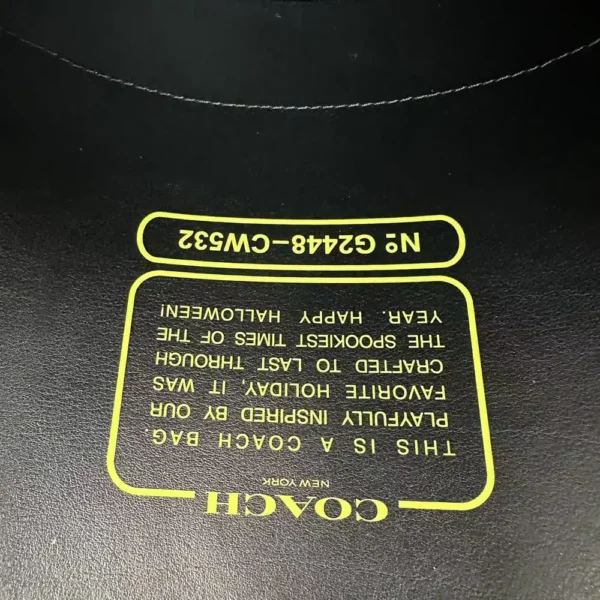 COACH
NEW YORK
THIS IS A COACH BAG.
PLAYFULLY INSPIRED BY OUR
FAVORITE HOLIDAY, IT WAS
CRAFTED TO LAST THROUGH
THE SPOOKIEST TIMES OF THE
YEAR. HAPPY HALLOWEEN!
Nº G2448-CW532